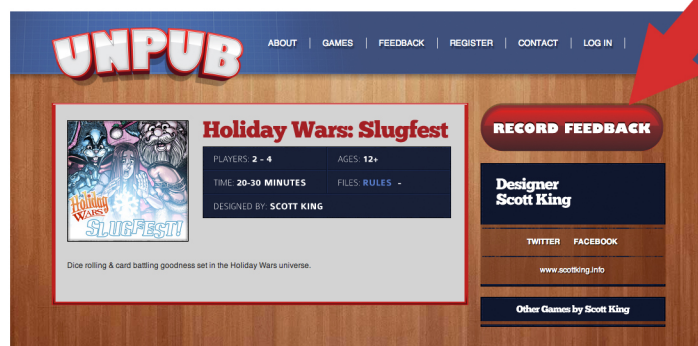 UNPUB
ABOUT | GAMES | FEEDBACK | REGISTER | CONTACT | LOG IN |
Holiday Wars: Slugfest
RECORD FEEDBACK
PLAYERS: 2 - 4 AGES: 12+
TIME: 20-30 MINUTES FILES: RULES -
DESIGNED BY: SCOTT KING
Holiday
WARS
SLUGFEST!
Dice rolling & card battling goodness set in the Holiday Wars universe.
Designer
Scott King
TWITTER FACEBOOK
www.scottking.info
Other Games by Scott King